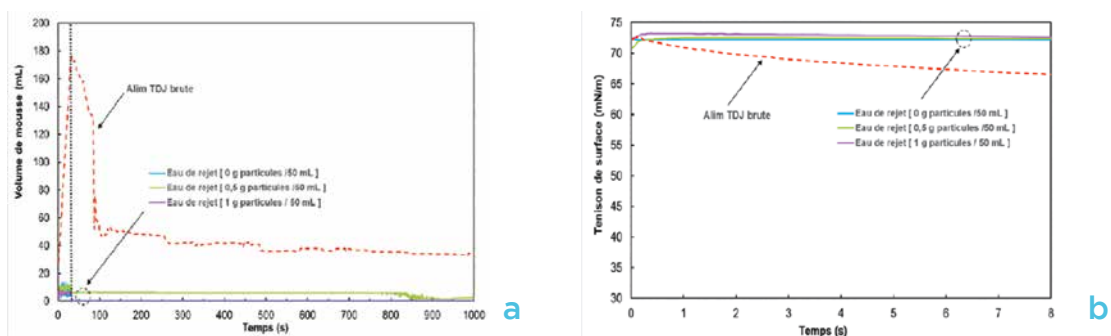 200
180
160
140
120
100
80
60
40
20
0
Volume de mousse (mL)
Alim TDJ brute
Eau de rejet [ 0 g particules /50 mL ]
Eau de rejet [ 0,5 g particules /50 mL ]
Eau de rejet [ 1 g particules / 50 mL ]
0 100 200 300 400 500 600 700 800 900 1000
Temps (s)
a
75
70
65
60
55
50
45
40
35
30
Tenison de surface (mN/m)
Alim TDJ brute
Eau de rejet [ 0 g particules /50 mL ]
Eau de rejet [ 0,5 g particules /50 mL ]
Eau de rejet [ 1 g particules / 50 mL ]
0 1 2 3 4 5 6 7 8
Temps (s)
b